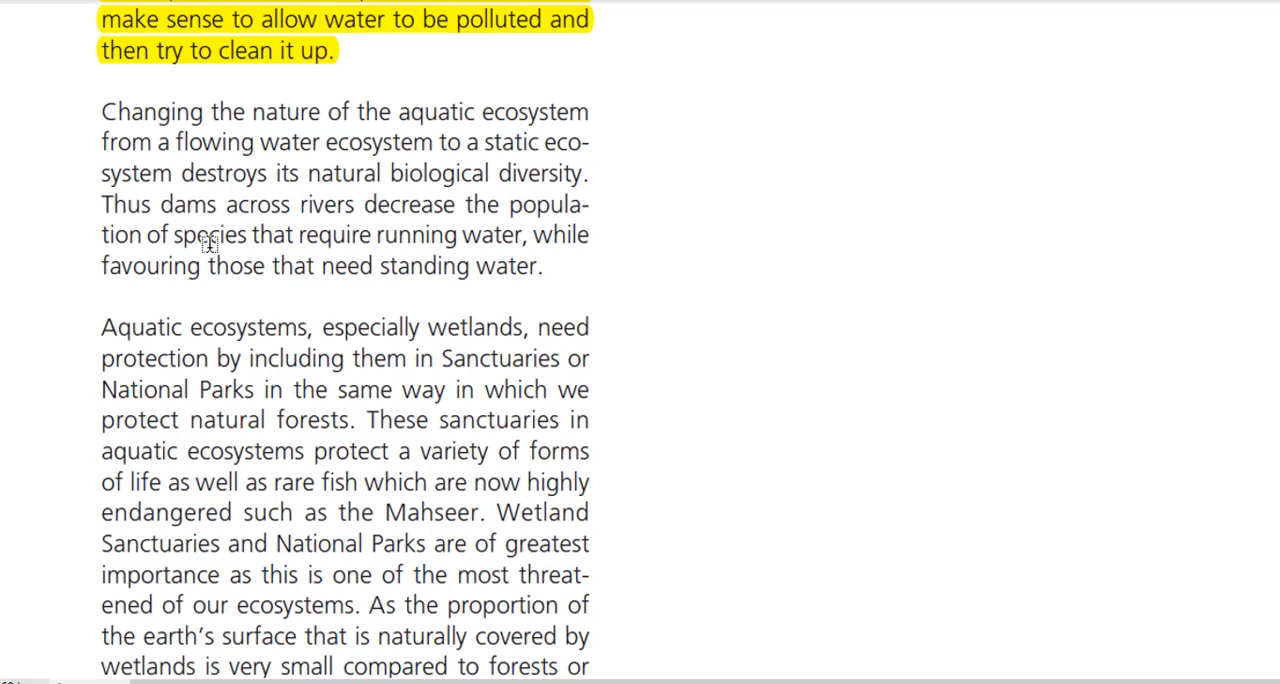 make sense to allow water to be polluted and
then try to clean it up.
Changing the nature of the aquatic ecosystem
from a flowing water ecosystem to a static eco-
system destroys its natural biological diversity.
Thus dams across rivers decrease the popula-
tion of species that require running water, while
favouring those that need standing water.
Aquatic ecosystems, especially wetlands, need
protection by including them in Sanctuaries or
National Parks in the same way in which we
protect natural forests. These sanctuaries in
aquatic ecosystems protect a variety of forms
of life as well as rare fish which are now highly
endangered such as the Mahseer. Wetland
Sanctuaries and National Parks are of greatest
importance as this is one of the most threat-
ened of our ecosystems. As the proportion of
the earth's surface that is naturally covered by
wetlands is very small compared to forests or